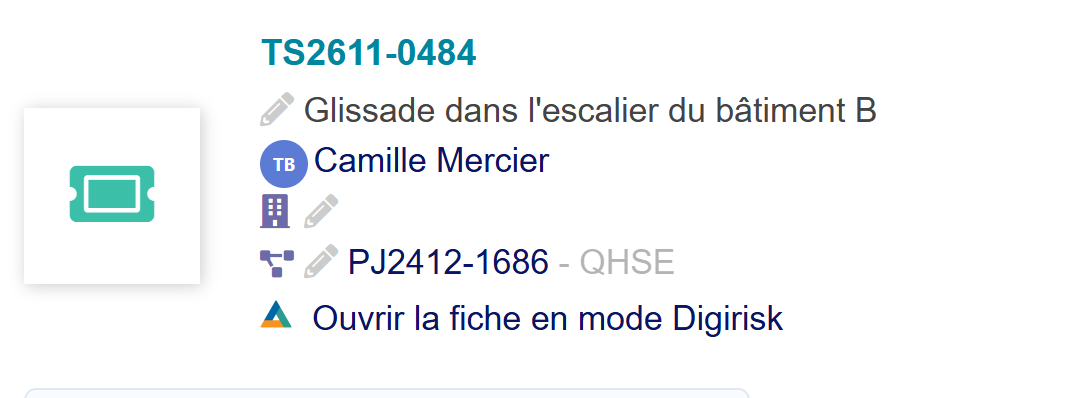 TS2611-0484
Glissade dans l'escalier du bâtiment B
TB Camille Mercier
PJ2412-1686 - QHSE
Ouvrir la fiche en mode Digirisk